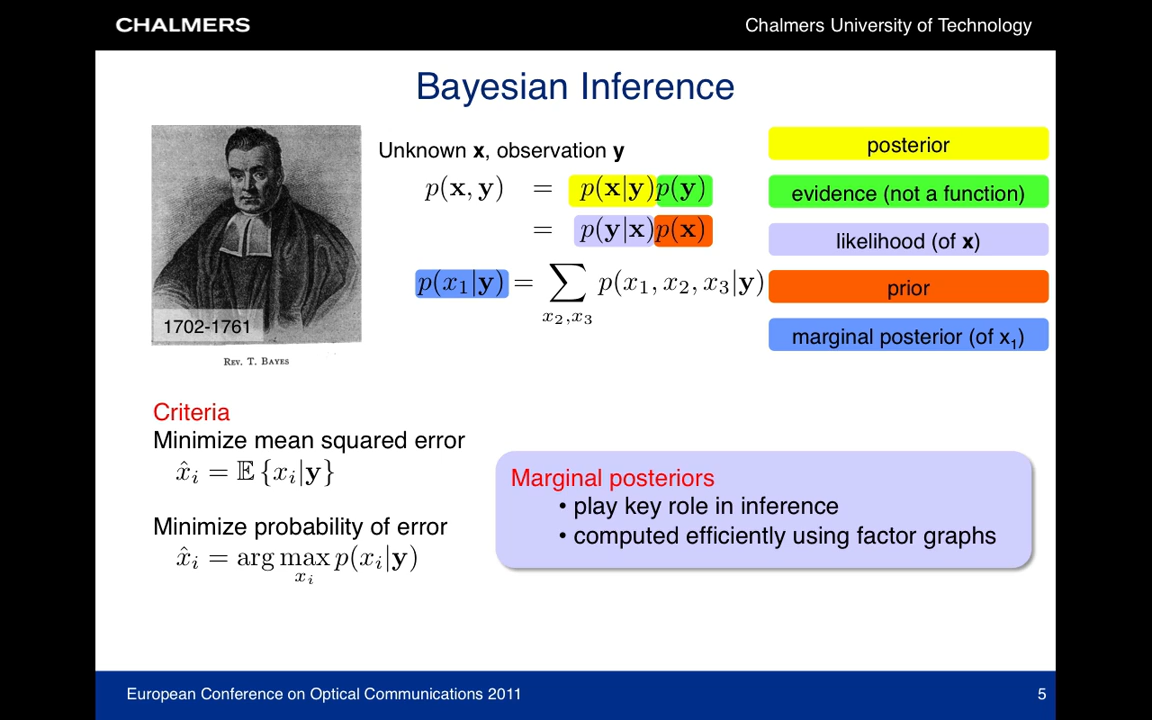 CHALMERS
Chalmers University of Technology
Bayesian Inference
1702-1761
REV. T. BAYES
Unknown x, observation y
p(x, y) = p(x|y)p(y)
= p(y|x)p(x)
p(x₁|y) = ∑ p(x₁, x₂, x₃|y)
x₂,x₃
posterior
evidence (not a function)
likelihood (of x)
prior
marginal posterior (of x₁)
Criteria
Minimize mean squared error
x̂ᵢ = 𝔼 {xᵢ|y}
Minimize probability of error
x̂ᵢ = arg max p(xᵢ|y)
xᵢ
Marginal posteriors
• play key role in inference
• computed efficiently using factor graphs
European Conference on Optical Communications 2011
5